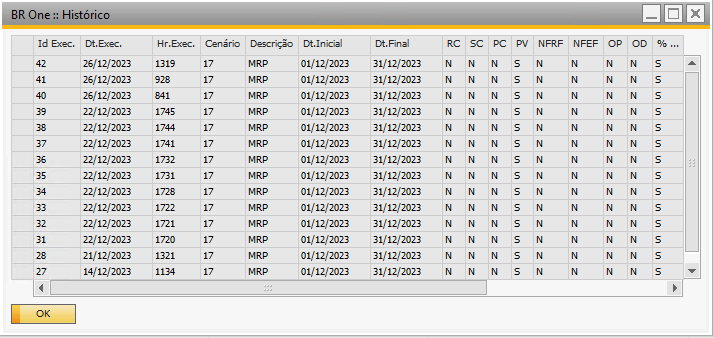 BR One :: Histórico
Id Exec. Dt.Exec. Hr.Exec. Cenário Descrição Dt.Inicial Dt.Final RC SC PC PV NFRF NFEF OP OD % ...
42 26/12/2023 1319 17 MRP 01/12/2023 31/12/2023 N N N S N N N N S
41 26/12/2023 928 17 MRP 01/12/2023 31/12/2023 N N N S N N N N S
40 26/12/2023 841 17 MRP 01/12/2023 31/12/2023 N N N S N N N N S
39 22/12/2023 1745 17 MRP 01/12/2023 31/12/2023 N N N S N N N N S
38 22/12/2023 1744 17 MRP 01/12/2023 31/12/2023 N N N S N N N N S
37 22/12/2023 1741 17 MRP 01/12/2023 31/12/2023 N N N S N N N N S
36 22/12/2023 1732 17 MRP 01/12/2023 31/12/2023 N N N S N N N N S
35 22/12/2023 1731 17 MRP 01/12/2023 31/12/2023 N N N S N N N N S
34 22/12/2023 1728 17 MRP 01/12/2023 31/12/2023 N N N S N N N N S
33 22/12/2023 1722 17 MRP 01/12/2023 31/12/2023 N N N S N N N N S
32 22/12/2023 1721 17 MRP 01/12/2023 31/12/2023 N N N S N N N N S
31 22/12/2023 1720 17 MRP 01/12/2023 31/12/2023 N N N S N N N N S
28 21/12/2023 1321 17 MRP 01/12/2023 31/12/2023 N N N S N N N N S
27 14/12/2023 1134 17 MRP 01/12/2023 31/12/2023 N N N S N N N N S
OK